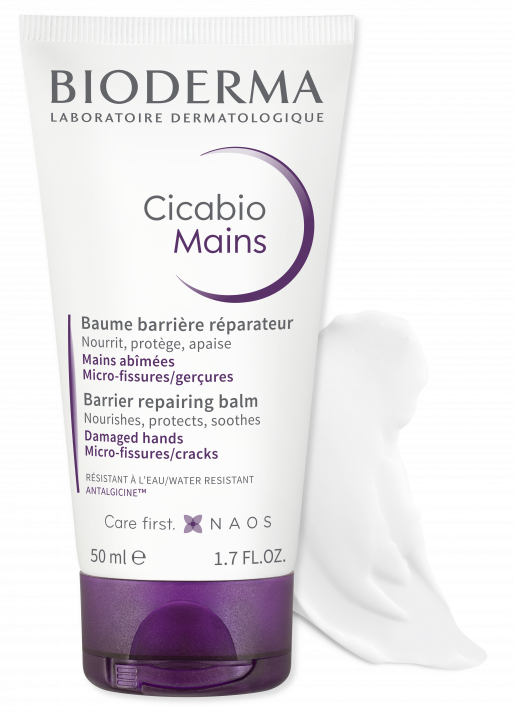 BIODERMA
LABORATOIRE DERMATOLOGIQUE
Cicabio
Mains
Baume barrière réparateur
Nourrit, protège, apaise
Mains abîmées
Micro-fissures/gerçures
Barrier repairing balm
Nourishes, protects, soothes
Damaged hands
Micro-fissures/cracks
RÉSISTANT À L'EAU/WATER RESISTANT
ANTALGICINE™
Care first. NAOS
50 ml ℮ 1.7 FL.OZ.